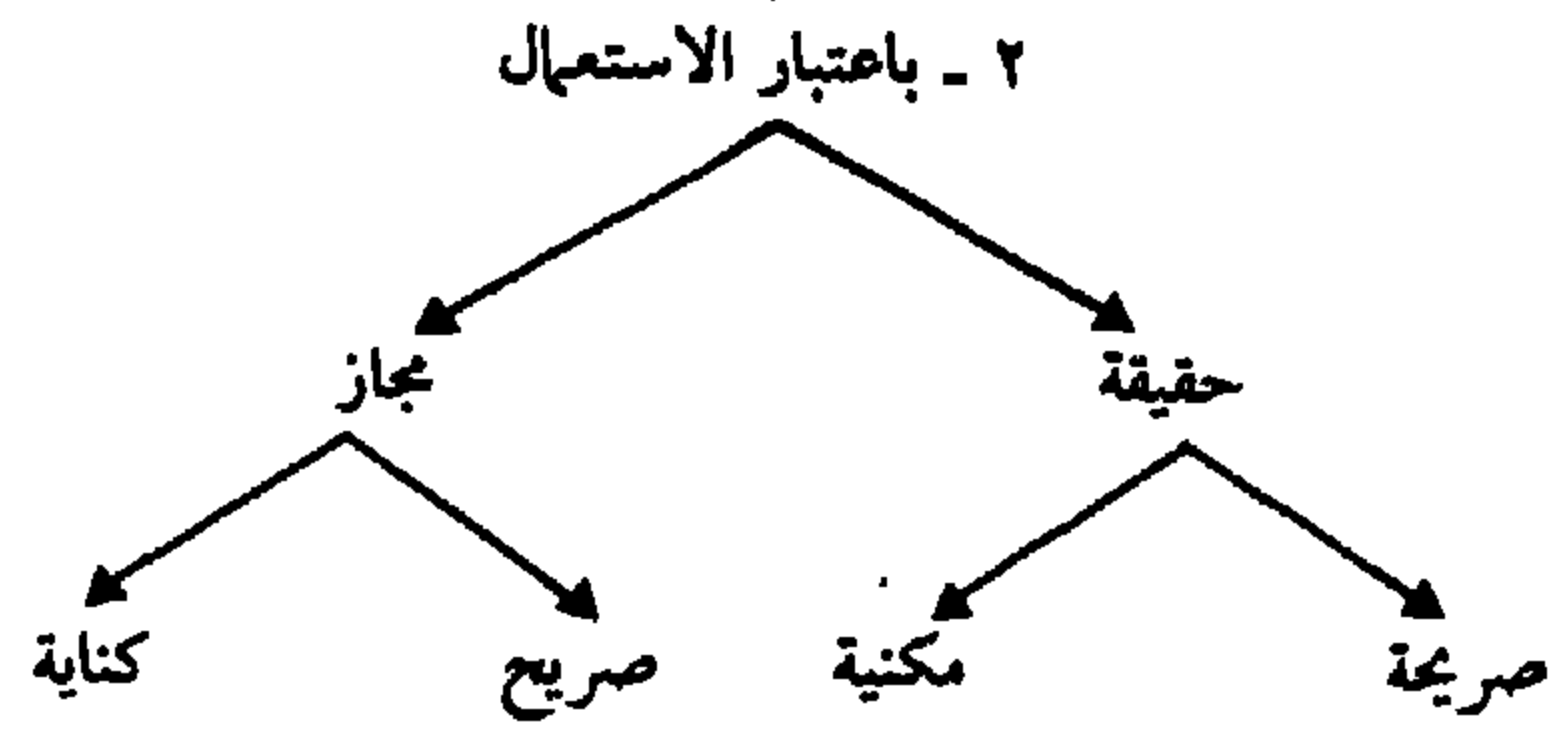 ٢ ـ باعتبار الاستعمال
حقيقة مجاز
صريحة مكنية صريح كناية